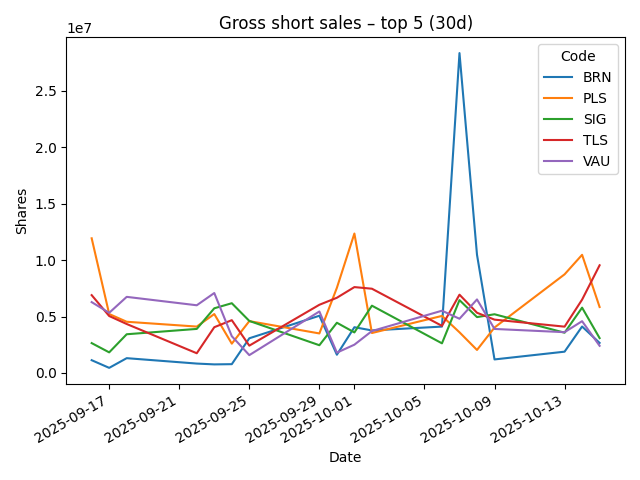 Gross short sales – top 5 (30d)
1e7
Code
BRN
PLS
SIG
TLS
VAU
2.5
2.0
1.5
1.0
0.5
0.0
Shares
2025-09-17
2025-09-21
2025-09-25
2025-09-29
2025-10-01
2025-10-05
2025-10-09
2025-10-13
Date